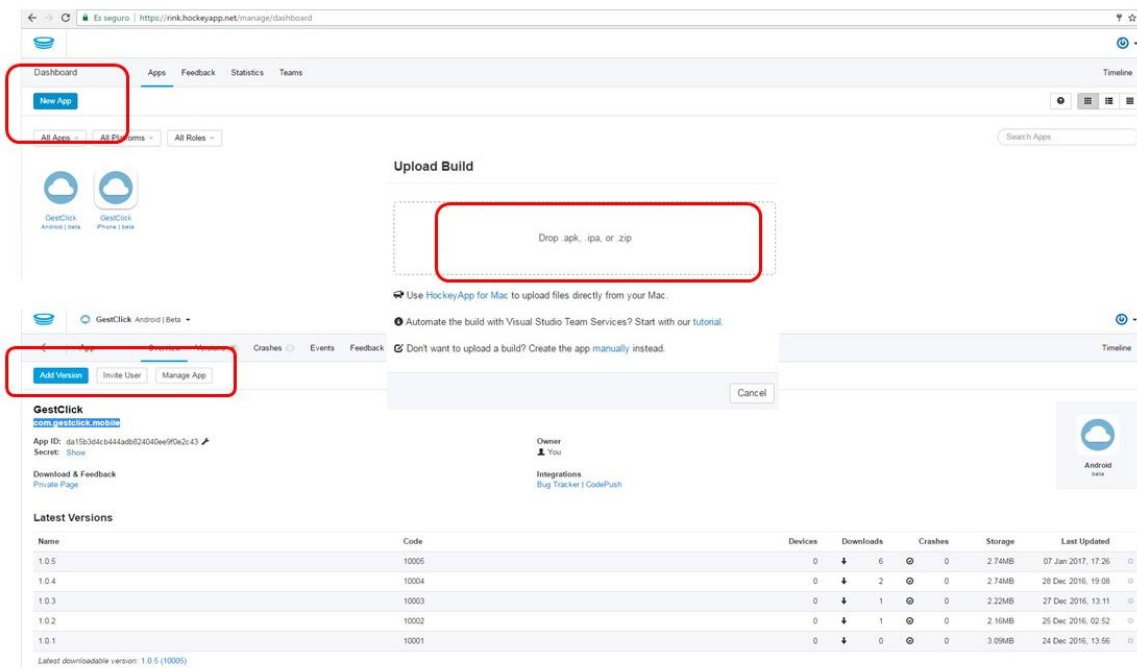 Es seguro | https://rink.hockeyapp.net/manage/dashboard
Dashboard Apps Feedback Statistics Teams Timeline
New App
All Apps All Platforms All Roles Search Apps
GestClick GestClick
Android | beta iPhone | beta
Upload Build
Drop .apk, .ipa, or .zip
Use HockeyApp for Mac to upload files directly from your Mac.
Automate the build with Visual Studio Team Services? Start with our tutorial.
Don't want to upload a build? Create the app manually instead.
Cancel
GestClick Android | Beta
App Overview Versions Crashes Events Feedback Timeline
Add Version Invite User Manage App
GestClick
com.gestclick.mobile
App ID: da15b3d4cb444adb824040ee9f0e2c43
Secret: Show
Owner
You
Download & Feedback
Private Page
Integrations
Bug Tracker | CodePush
Android
beta
Latest Versions
Name Code Devices Downloads Crashes Storage Last Updated
1.0.5 10005 0 6 0 2.74MB 07 Jan 2017, 17:26
1.0.4 10004 0 2 0 2.74MB 28 Dec 2016, 19:08
1.0.3 10003 0 1 0 2.22MB 27 Dec 2016, 13:11
1.0.2 10002 0 1 0 2.16MB 25 Dec 2016, 02:52
1.0.1 10001 0 0 0 3.09MB 24 Dec 2016, 13:56
Latest downloadable version: 1.0.5 (10005)